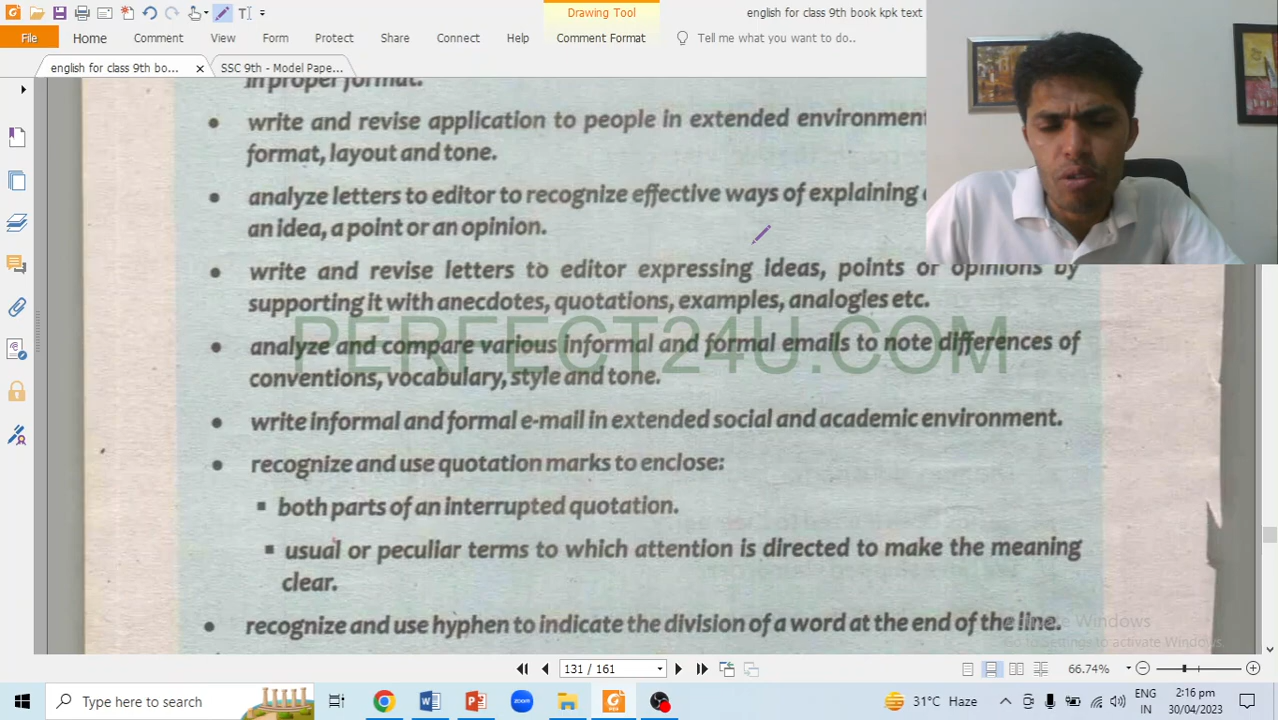 Drawing Tool
english for class 9th book kpk text
File Home Comment View Form Protect Share Connect Help Comment Format Tell me what you want to do..
english for class 9th bo... SSC 9th - Model Pape...
in proper format.
• write and revise application to people in extended environment
format, layout and tone.
• analyze letters to editor to recognize effective ways of explaining
an idea, a point or an opinion.
• write and revise letters to editor expressing ideas, points or opinions by
supporting it with anecdotes, quotations, examples, analogies etc.
PERFECT24U.COM
• analyze and compare various informal and formal emails to note differences of
conventions, vocabulary, style and tone.
• write informal and formal e-mail in extended social and academic environment.
• recognize and use quotation marks to enclose:
▪ both parts of an interrupted quotation.
▪ usual or peculiar terms to which attention is directed to make the meaning
clear.
• recognize and use hyphen to indicate the division of a word at the end of the line.
Activate Windows
Go to Settings to activate Windows.
131 / 161
66.74%
Type here to search
zoom
31°C Haze
ENG
IN
2:16 pm
30/04/2023